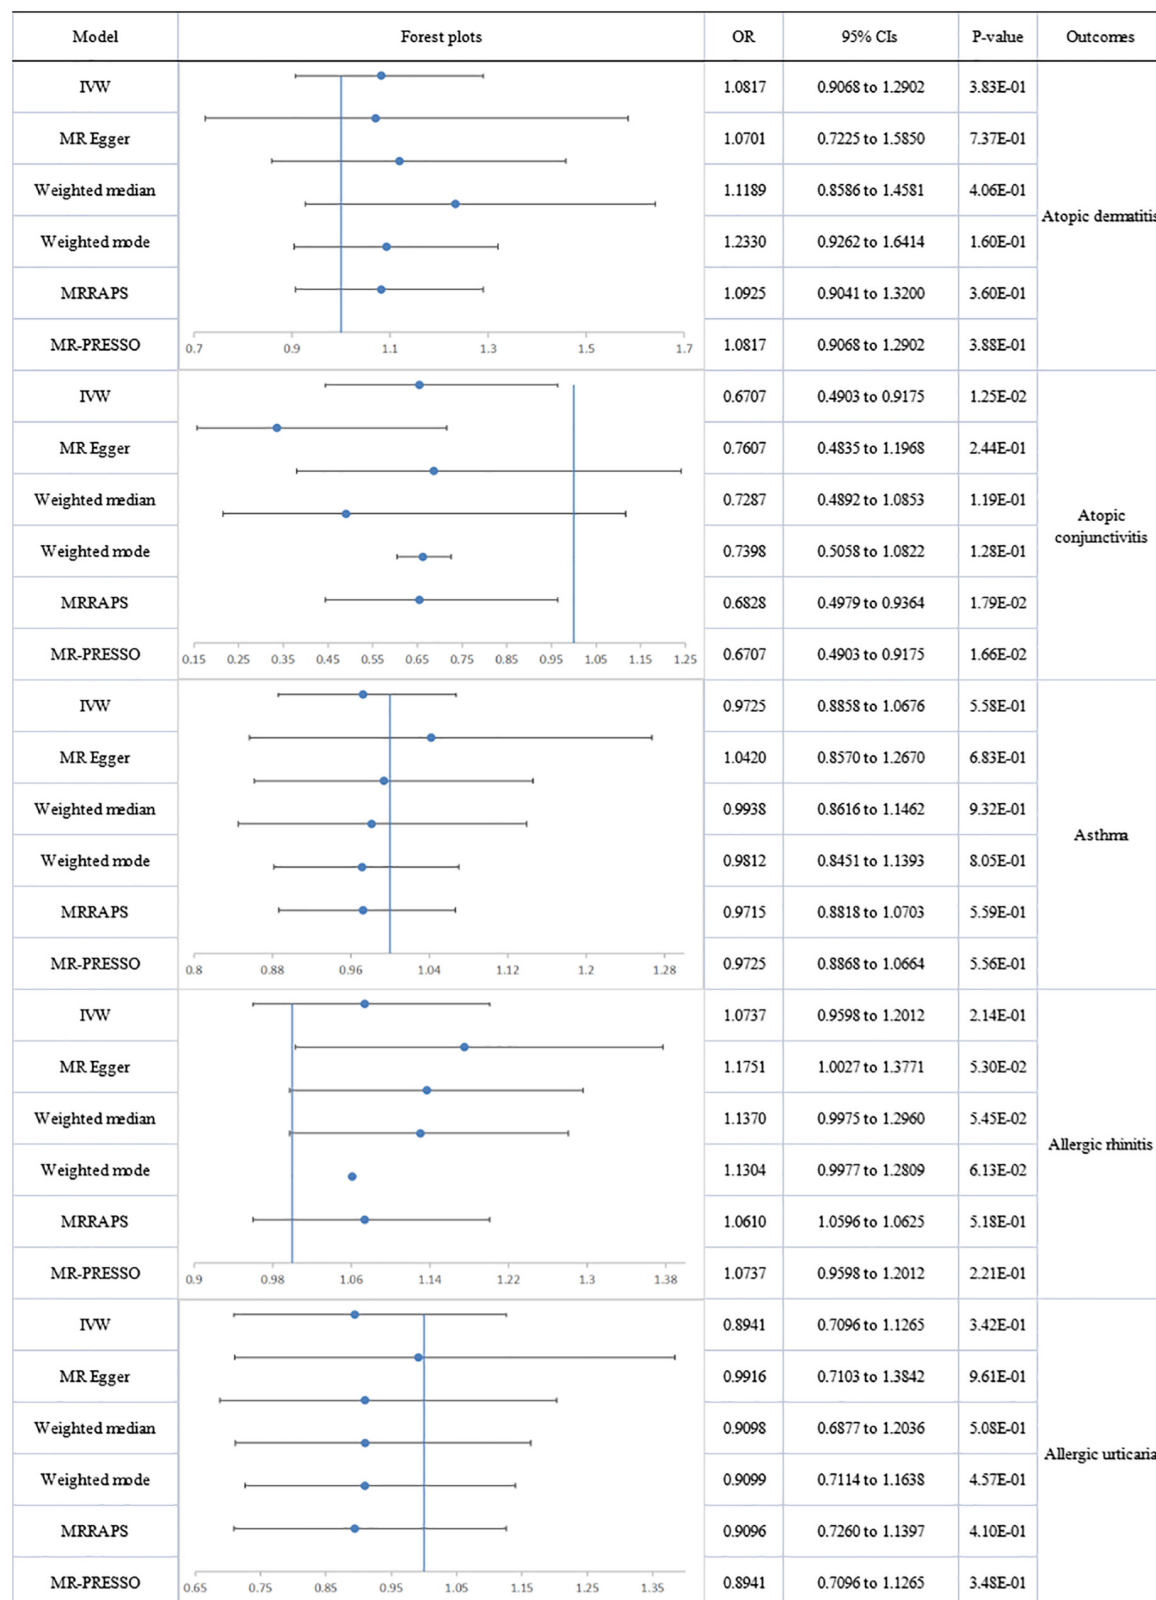 Model Forest plots OR 95% CIs P-value Outcomes
IVW 1.0817 0.9068 to 1.2902 3.83E-01
MR Egger 1.0701 0.7225 to 1.5850 7.37E-01
Weighted median 1.1189 0.8586 to 1.4581 4.06E-01
Atopic dermatitis
Weighted mode 1.2330 0.9262 to 1.6414 1.60E-01
MRRAPS 1.0925 0.9041 to 1.3200 3.60E-01
MR-PRESSO 1.0817 0.9068 to 1.2902 3.88E-01
0.7 0.9 1.1 1.3 1.5 1.7
IVW 0.6707 0.4903 to 0.9175 1.25E-02
MR Egger 0.7607 0.4835 to 1.1968 2.44E-01
Weighted median 0.7287 0.4892 to 1.0853 1.19E-01
Atopic
conjunctivitis
Weighted mode 0.7398 0.5058 to 1.0822 1.28E-01
MRRAPS 0.6828 0.4979 to 0.9364 1.79E-02
MR-PRESSO 0.6707 0.4903 to 0.9175 1.66E-02
0.15 0.25 0.35 0.45 0.55 0.65 0.75 0.85 0.95 1.05 1.15 1.25
IVW 0.9725 0.8858 to 1.0676 5.58E-01
MR Egger 1.0420 0.8570 to 1.2670 6.83E-01
Weighted median 0.9938 0.8616 to 1.1462 9.32E-01
Asthma
Weighted mode 0.9812 0.8451 to 1.1393 8.05E-01
MRRAPS 0.9715 0.8818 to 1.0703 5.59E-01
MR-PRESSO 0.9725 0.8868 to 1.0664 5.56E-01
0.8 0.88 0.96 1.04 1.12 1.2 1.28
IVW 1.0737 0.9598 to 1.2012 2.14E-01
MR Egger 1.1751 1.0027 to 1.3771 5.30E-02
Weighted median 1.1370 0.9975 to 1.2960 5.45E-02
Allergic rhinitis
Weighted mode 1.1304 0.9977 to 1.2809 6.13E-02
MRRAPS 1.0610 1.0596 to 1.0625 5.18E-01
MR-PRESSO 1.0737 0.9598 to 1.2012 2.21E-01
0.9 0.98 1.06 1.14 1.22 1.3 1.38
IVW 0.8941 0.7096 to 1.1265 3.42E-01
MR Egger 0.9916 0.7103 to 1.3842 9.61E-01
Weighted median 0.9098 0.6877 to 1.2036 5.08E-01
Allergic urticaria
Weighted mode 0.9099 0.7114 to 1.1638 4.57E-01
MRRAPS 0.9096 0.7260 to 1.1397 4.10E-01
MR-PRESSO 0.8941 0.7096 to 1.1265 3.48E-01
0.65 0.75 0.85 0.95 1.05 1.15 1.25 1.35